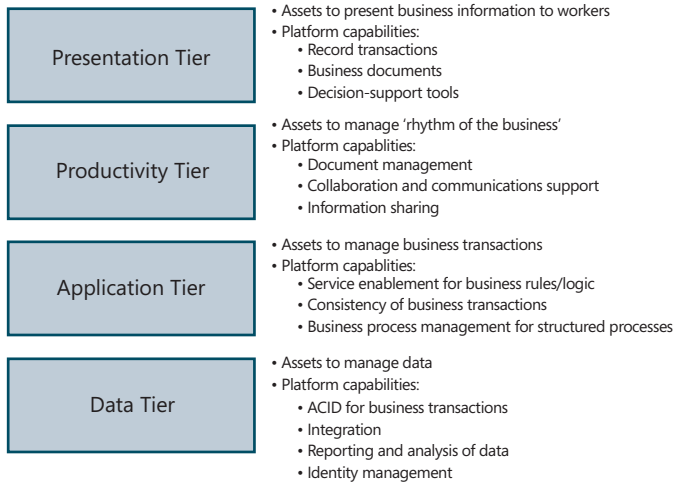 Presentation Tier
• Assets to present business information to workers
• Platform capabilities:
• Record transactions
• Business documents
• Decision-support tools
Productivity Tier
• Assets to manage ‘rhythm of the business’
• Platform capablities:
• Document management
• Collaboration and communications support
• Information sharing
Application Tier
• Assets to manage business transactions
• Platform capablities:
• Service enablement for business rules/logic
• Consistency of business transactions
• Business process management for structured processes
Data Tier
• Assets to manage data
• Platform capabilities:
• ACID for business transactions
• Integration
• Reporting and analysis of data
• Identity management